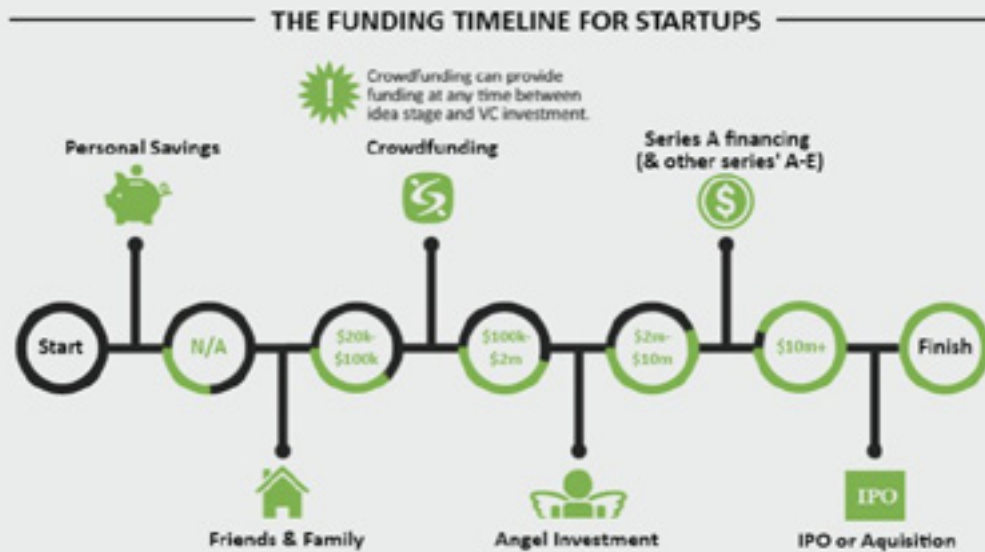 THE FUNDING TIMELINE FOR STARTUPS
Crowdfunding can provide
funding at any time between
idea stage and VC investment.
Personal Savings
Crowdfunding
Series A financing
(& other series' A-E)
Start
N/A
$20k-
$100k
$100k-
$2m
$2m-
$10m
$10m+
Finish
IPO
Friends & Family
Angel Investment
IPO or Aquisition